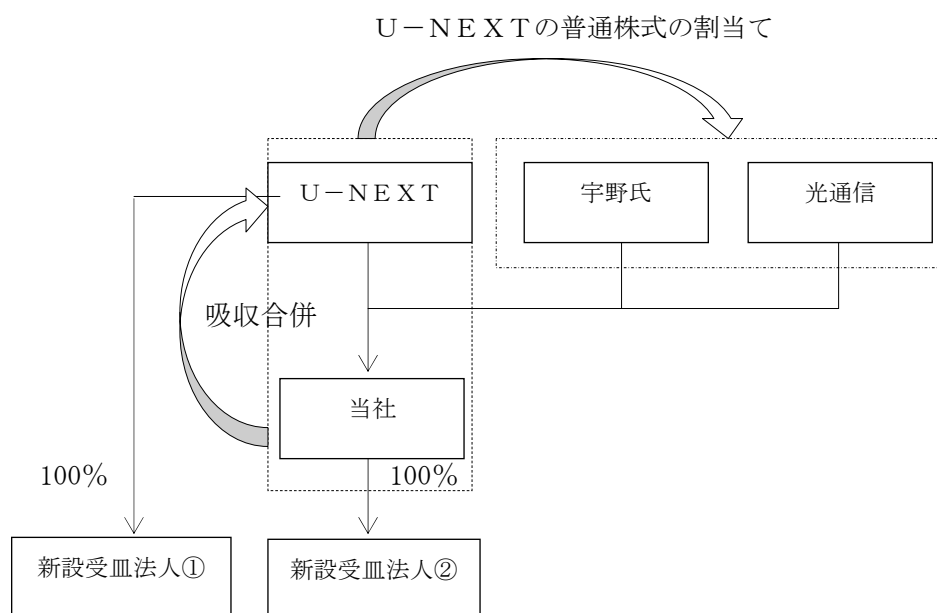 U－NEXTの普通株式の割当て
U－NEXT
宇野氏
光通信
吸収合併
当社
100%
100%
新設受皿法人①
新設受皿法人②